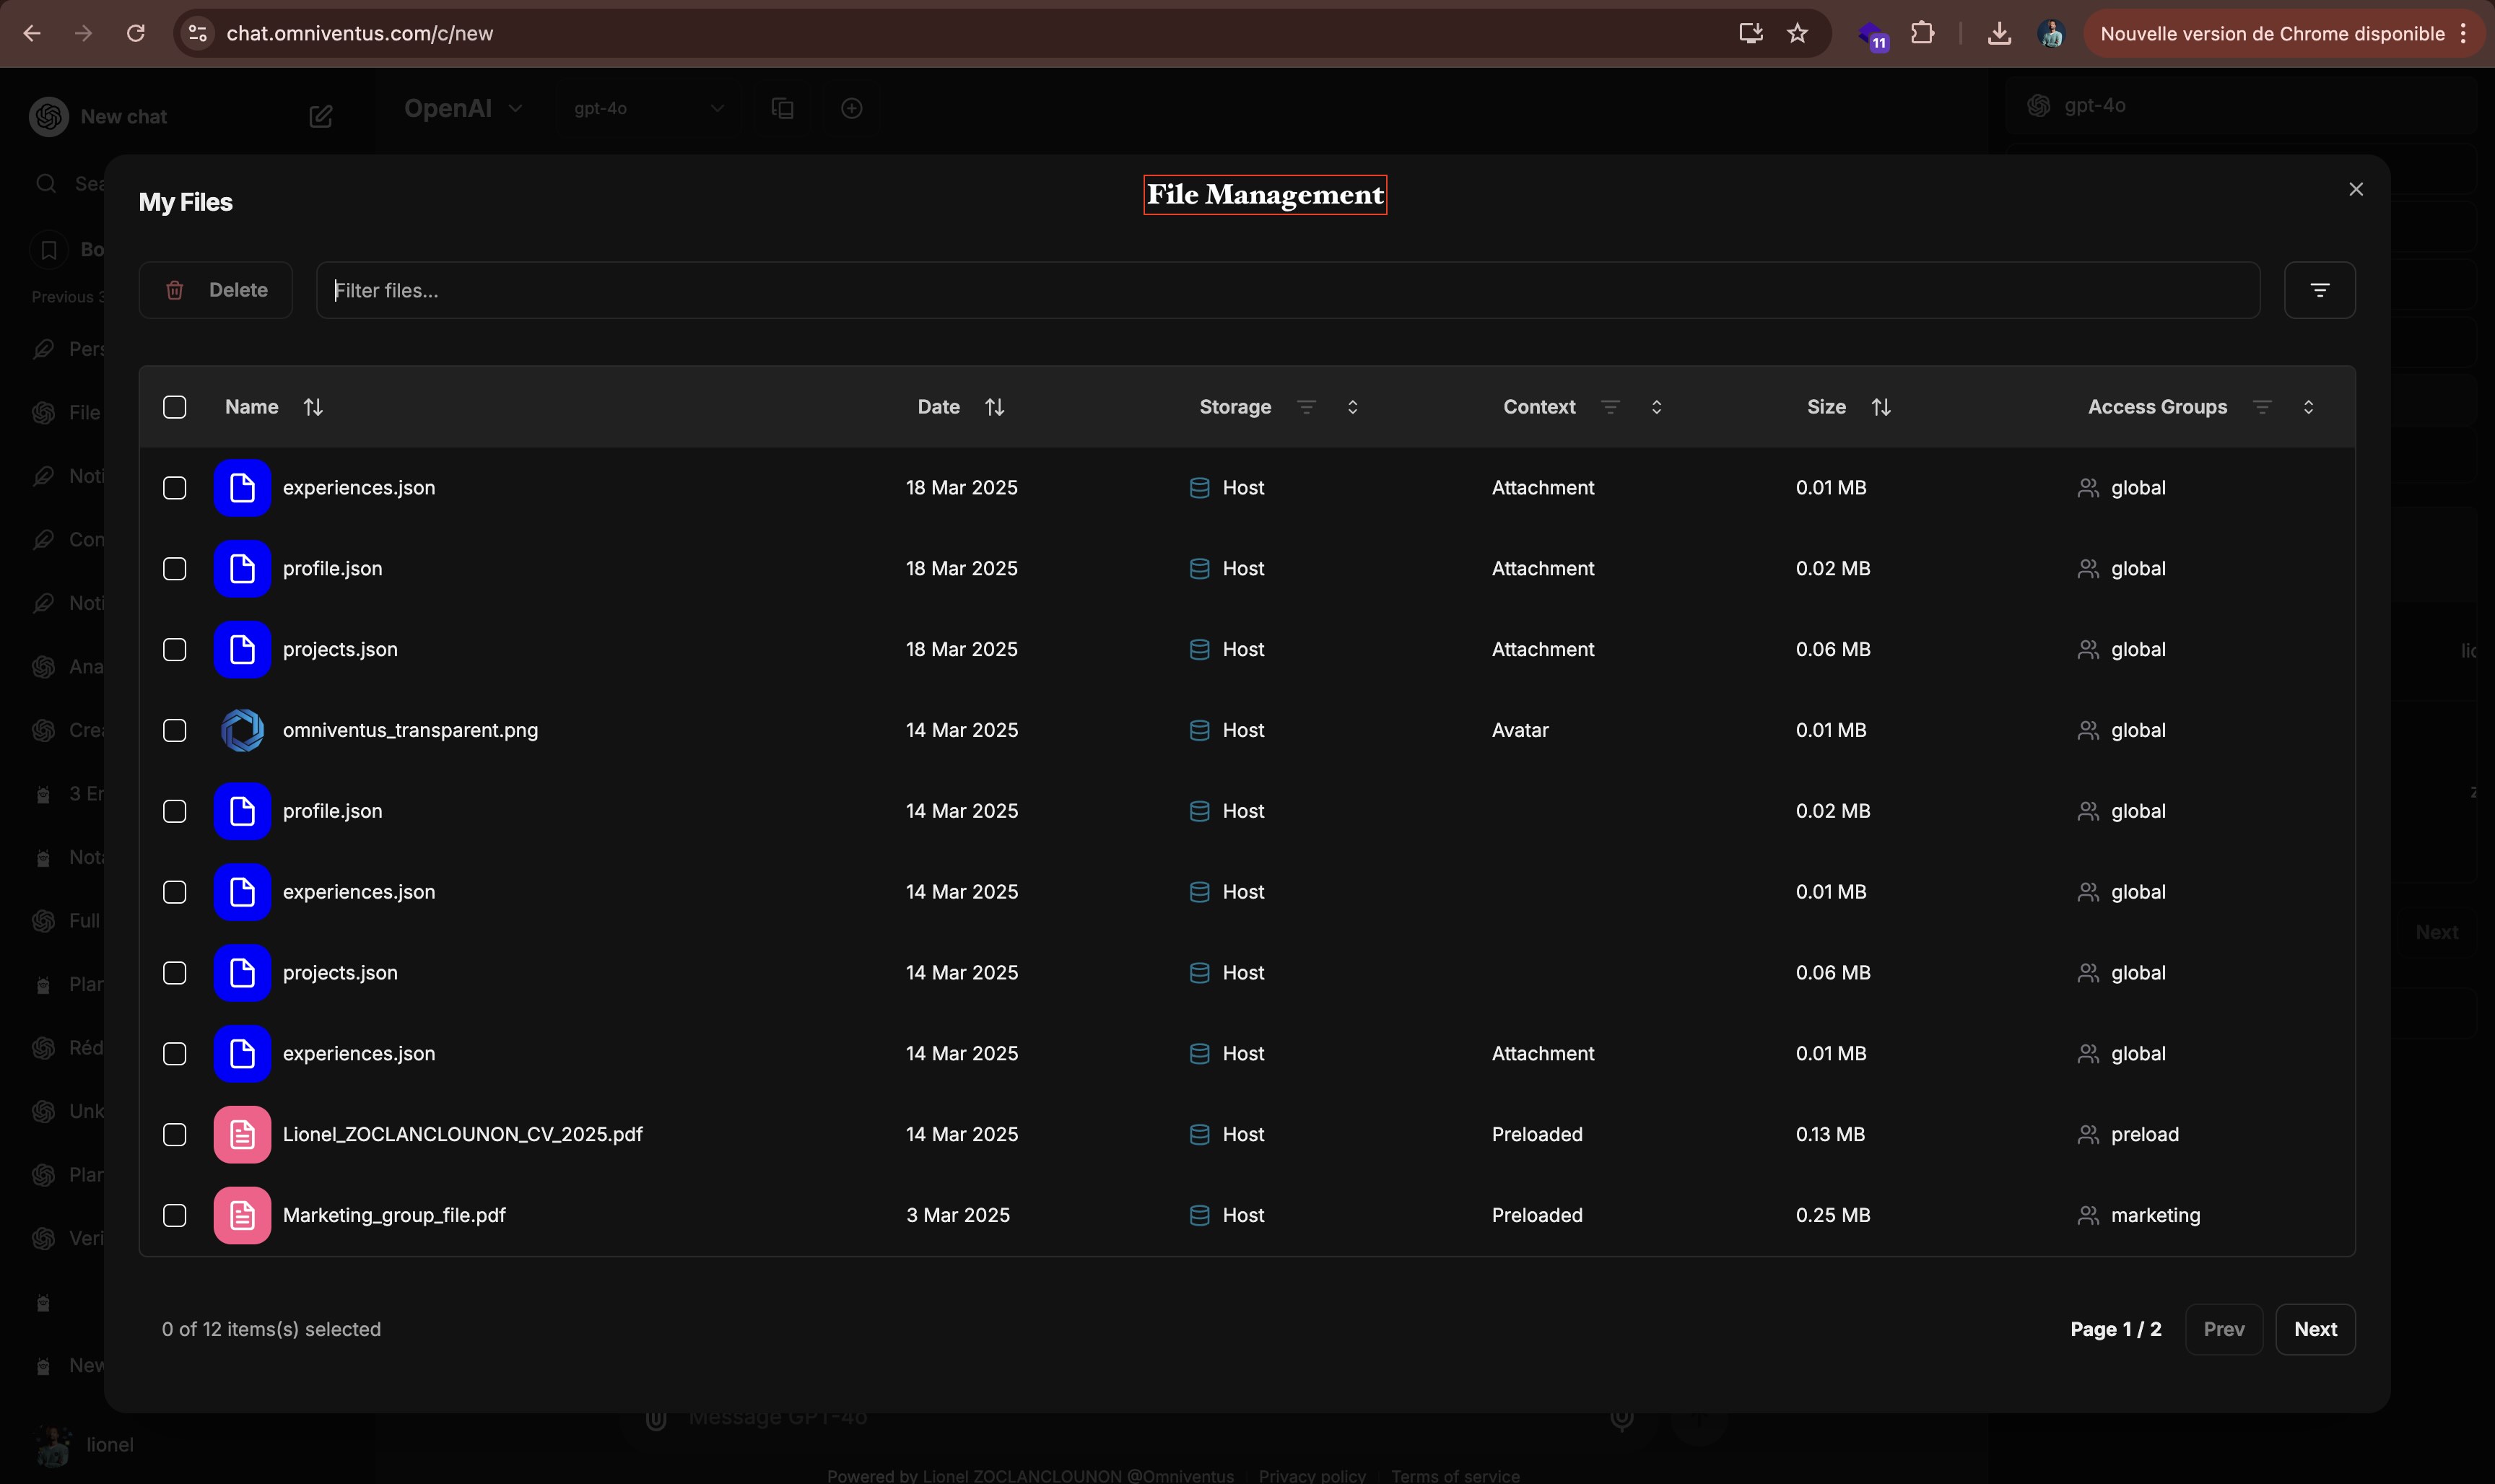 chat.omniventus.com/c/new
11
Nouvelle version de Chrome disponible
New chat
OpenAI
gpt-4o
gpt-4o
My Files
File Management
Delete
Filter files...
Name Date Storage Context Size Access Groups
experiences.json 18 Mar 2025 Host Attachment 0.01 MB global
profile.json 18 Mar 2025 Host Attachment 0.02 MB global
projects.json 18 Mar 2025 Host Attachment 0.06 MB global
omniventus_transparent.png 14 Mar 2025 Host Avatar 0.01 MB global
profile.json 14 Mar 2025 Host 0.02 MB global
experiences.json 14 Mar 2025 Host 0.01 MB global
projects.json 14 Mar 2025 Host 0.06 MB global
experiences.json 14 Mar 2025 Host Attachment 0.01 MB global
Lionel_ZOCLANCLOUNON_CV_2025.pdf 14 Mar 2025 Host Preloaded 0.13 MB preload
Marketing_group_file.pdf 3 Mar 2025 Host Preloaded 0.25 MB marketing
0 of 12 items(s) selected
Page 1 / 2
Prev
Next
Sea
Bo
Previous 3
Pers
File
Noti
Con
Noti
Ana
Crea
3 Er
Nota
Full
Plar
Réd
Unk
Plar
Veri
New
lionel
Next
Message GPT-4o
Powered by Lionel ZOCLANCLOUNON @Omniventus
Privacy policy
Terms of service